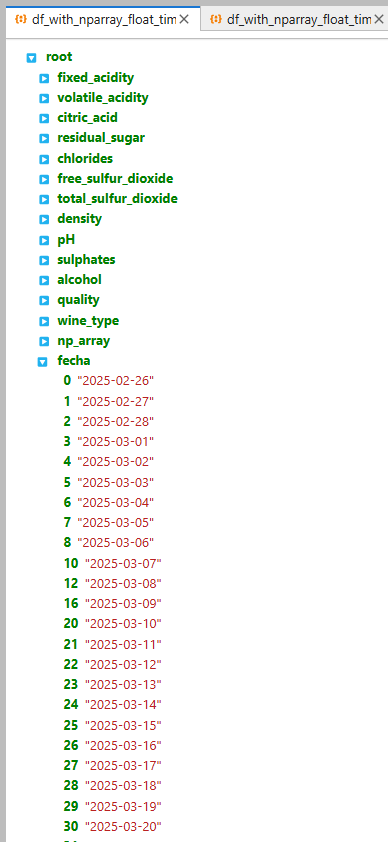 df_with_nparray_float_tim df_with_nparray_float_tim
root
fixed_acidity
volatile_acidity
citric_acid
residual_sugar
chlorides
free_sulfur_dioxide
total_sulfur_dioxide
density
pH
sulphates
alcohol
quality
wine_type
np_array
fecha
0 "2025-02-26"
1 "2025-02-27"
2 "2025-02-28"
3 "2025-03-01"
4 "2025-03-02"
5 "2025-03-03"
6 "2025-03-04"
7 "2025-03-05"
8 "2025-03-06"
10 "2025-03-07"
12 "2025-03-08"
16 "2025-03-09"
20 "2025-03-10"
21 "2025-03-11"
22 "2025-03-12"
23 "2025-03-13"
24 "2025-03-14"
25 "2025-03-15"
26 "2025-03-16"
27 "2025-03-17"
28 "2025-03-18"
29 "2025-03-19"
30 "2025-03-20"